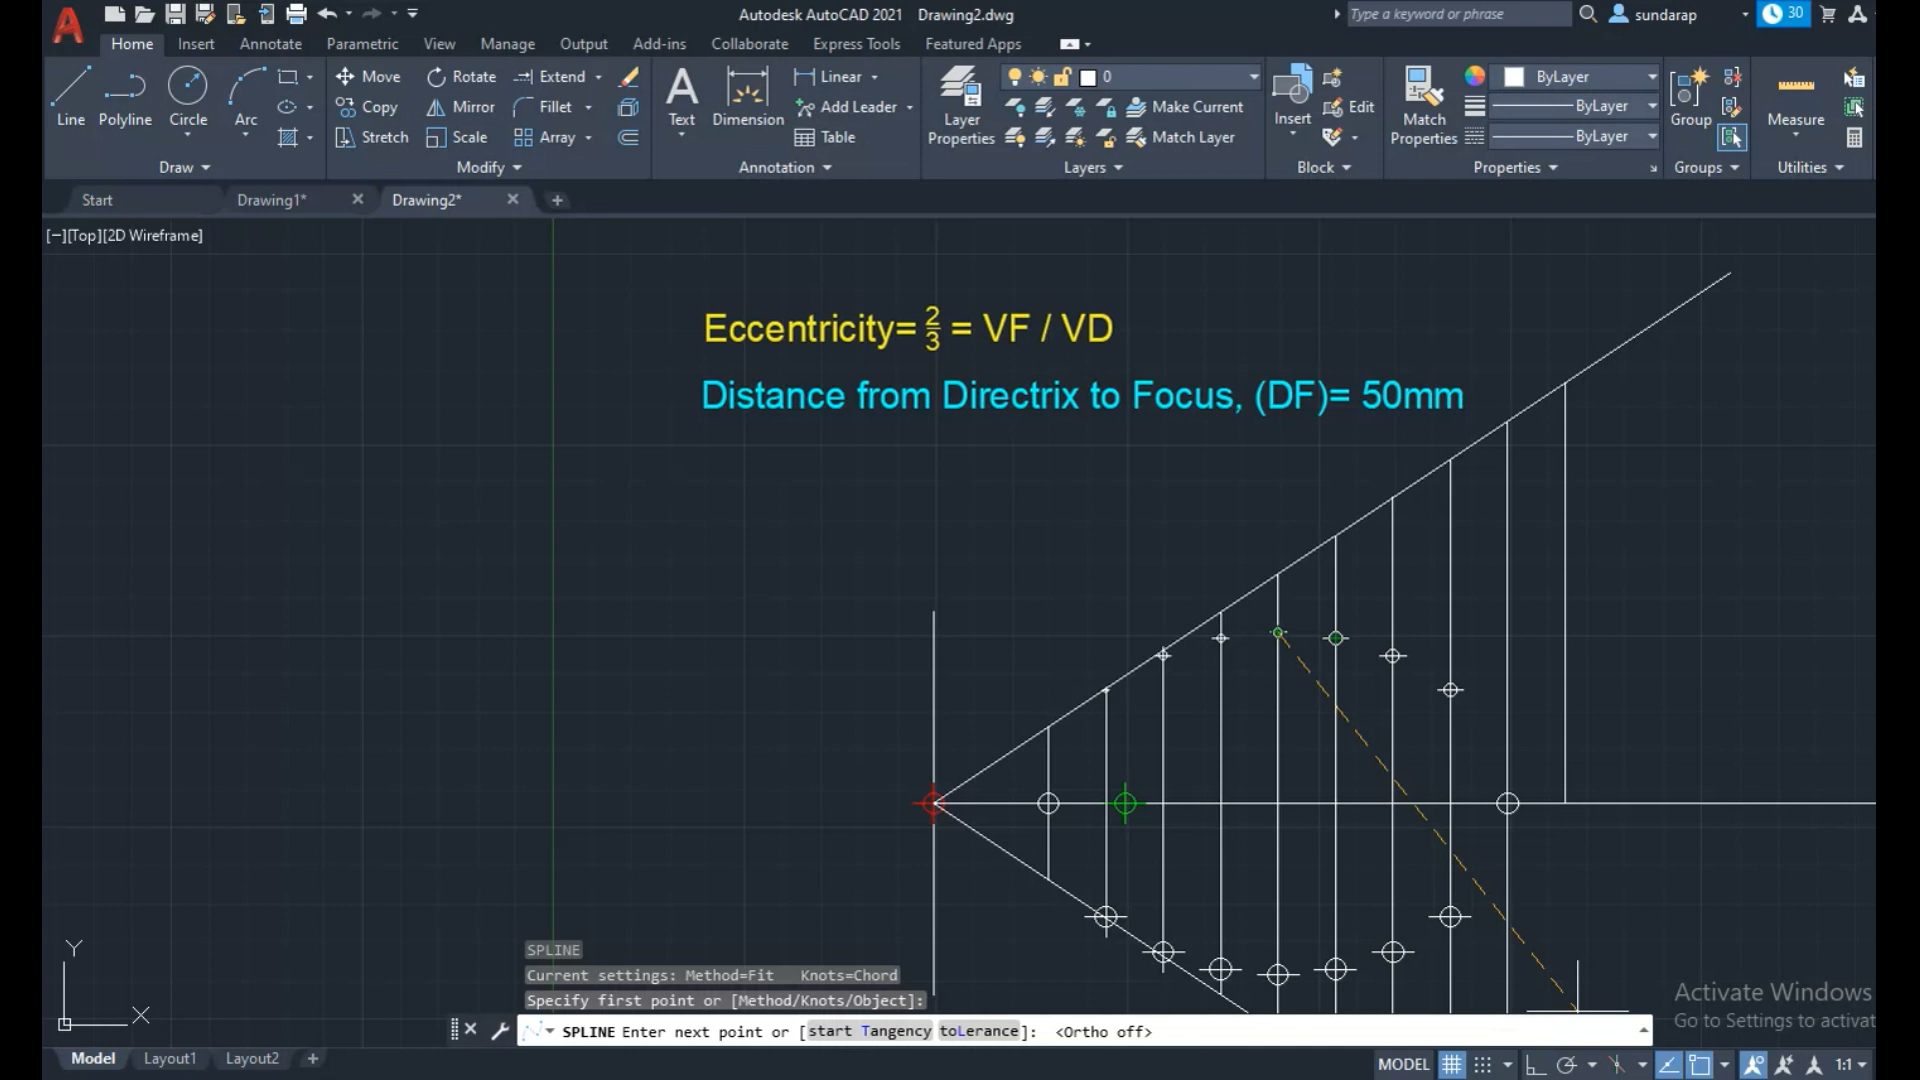 Autodesk AutoCAD 2021 Drawing2.dwg
Type a keyword or phrase
sundarap
30
Home Insert Annotate Parametric View Manage Output Add-ins Collaborate Express Tools Featured Apps
Line Polyline Circle Arc
Move Rotate Extend
Copy Mirror Fillet
Stretch Scale Array
Text Dimension
Linear
Add Leader
Table
Layer Properties
0
Make Current
Match Layer
Insert
Edit
Match Properties
ByLayer
ByLayer
ByLayer
Group
Measure
Draw Modify Annotation Layers Block Properties Groups Utilities
Start Drawing1* Drawing2*
[−][Top][2D Wireframe]
Eccentricity= 2/3 = VF / VD
Distance from Directrix to Focus, (DF)= 50mm
Y
X
SPLINE
Current settings: Method=Fit Knots=Chord
Specify first point or [Method/Knots/Object]:
SPLINE Enter next point or [start Tangency toLerance]: <Ortho off>
Activate Windows
Go to Settings to activat
Model Layout1 Layout2
MODEL
1:1